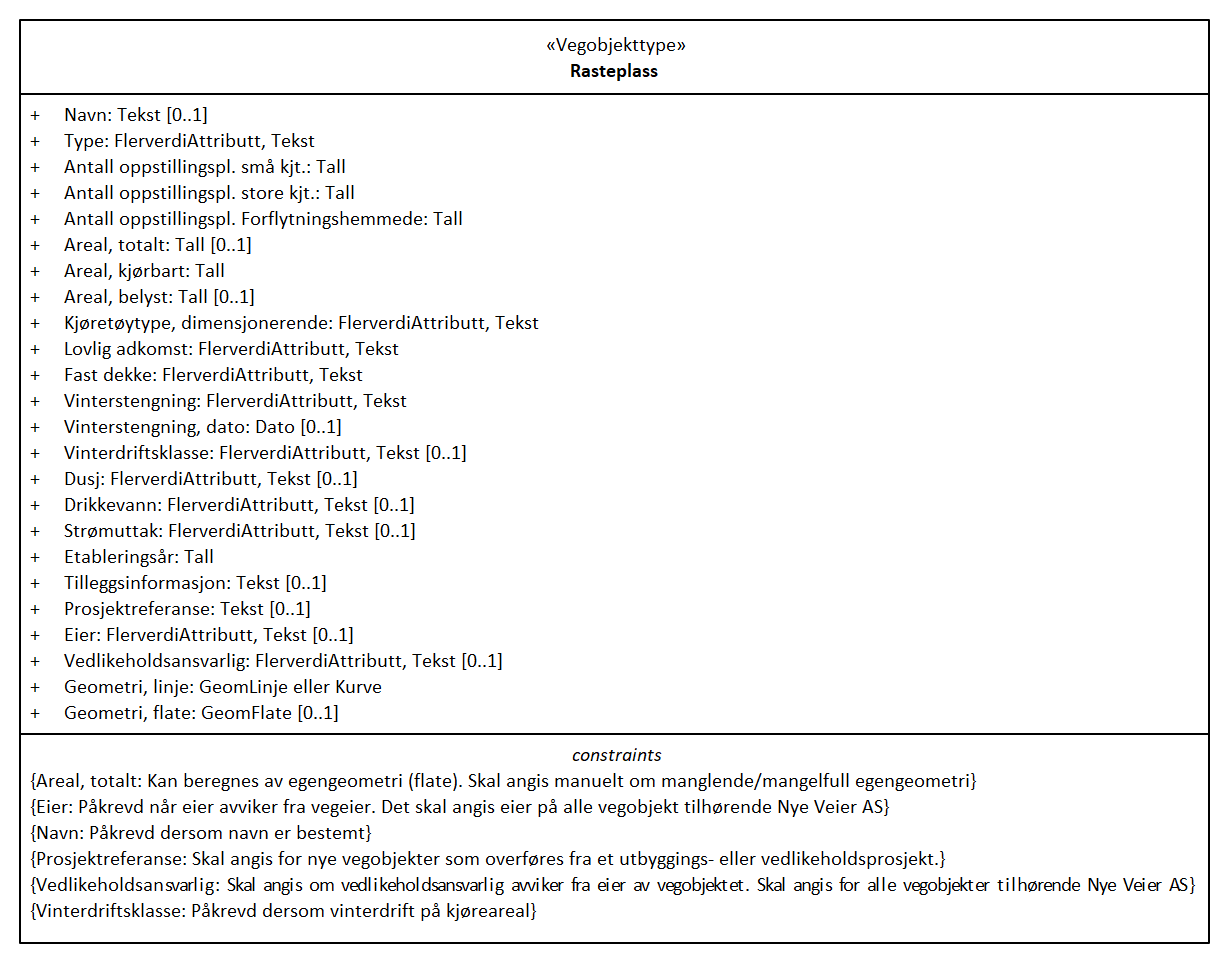 «Vegobjekttype»
Rasteplass
+ Navn: Tekst [0..1]
+ Type: FlerverdiAttributt, Tekst
+ Antall oppstillingspl. små kjt.: Tall
+ Antall oppstillingspl. store kjt.: Tall
+ Antall oppstillingspl. Forflytningshemmede: Tall
+ Areal, totalt: Tall [0..1]
+ Areal, kjørbart: Tall
+ Areal, belyst: Tall [0..1]
+ Kjøretøytype, dimensjonerende: FlerverdiAttributt, Tekst
+ Lovlig adkomst: FlerverdiAttributt, Tekst
+ Fast dekke: FlerverdiAttributt, Tekst
+ Vinterstengning: FlerverdiAttributt, Tekst
+ Vinterstengning, dato: Dato [0..1]
+ Vinterdriftsklasse: FlerverdiAttributt, Tekst [0..1]
+ Dusj: FlerverdiAttributt, Tekst [0..1]
+ Drikkevann: FlerverdiAttributt, Tekst [0..1]
+ Strømuttak: FlerverdiAttributt, Tekst [0..1]
+ Etableringsår: Tall
+ Tilleggsinformasjon: Tekst [0..1]
+ Prosjektreferanse: Tekst [0..1]
+ Eier: FlerverdiAttributt, Tekst [0..1]
+ Vedlikeholdsansvarlig: FlerverdiAttributt, Tekst [0..1]
+ Geometri, linje: GeomLinje eller Kurve
+ Geometri, flate: GeomFlate [0..1]
constraints
{Areal, totalt: Kan beregnes av egengeometri (flate). Skal angis manuelt om manglende/mangelfull egengeometri}
{Eier: Påkrevd når eier avviker fra vegeier. Det skal angis eier på alle vegobjekt tilhørende Nye Veier AS}
{Navn: Påkrevd dersom navn er bestemt}
{Prosjektreferanse: Skal angis for nye vegobjekter som overføres fra et utbyggings- eller vedlikeholdsprosjekt.}
{Vedlikeholdsansvarlig: Skal angis om vedlikeholdsansvarlig avviker fra eier av vegobjektet. Skal angis for alle vegobjekter tilhørende Nye Veier AS}
{Vinterdriftsklasse: Påkrevd dersom vinterdrift på kjøreareal}